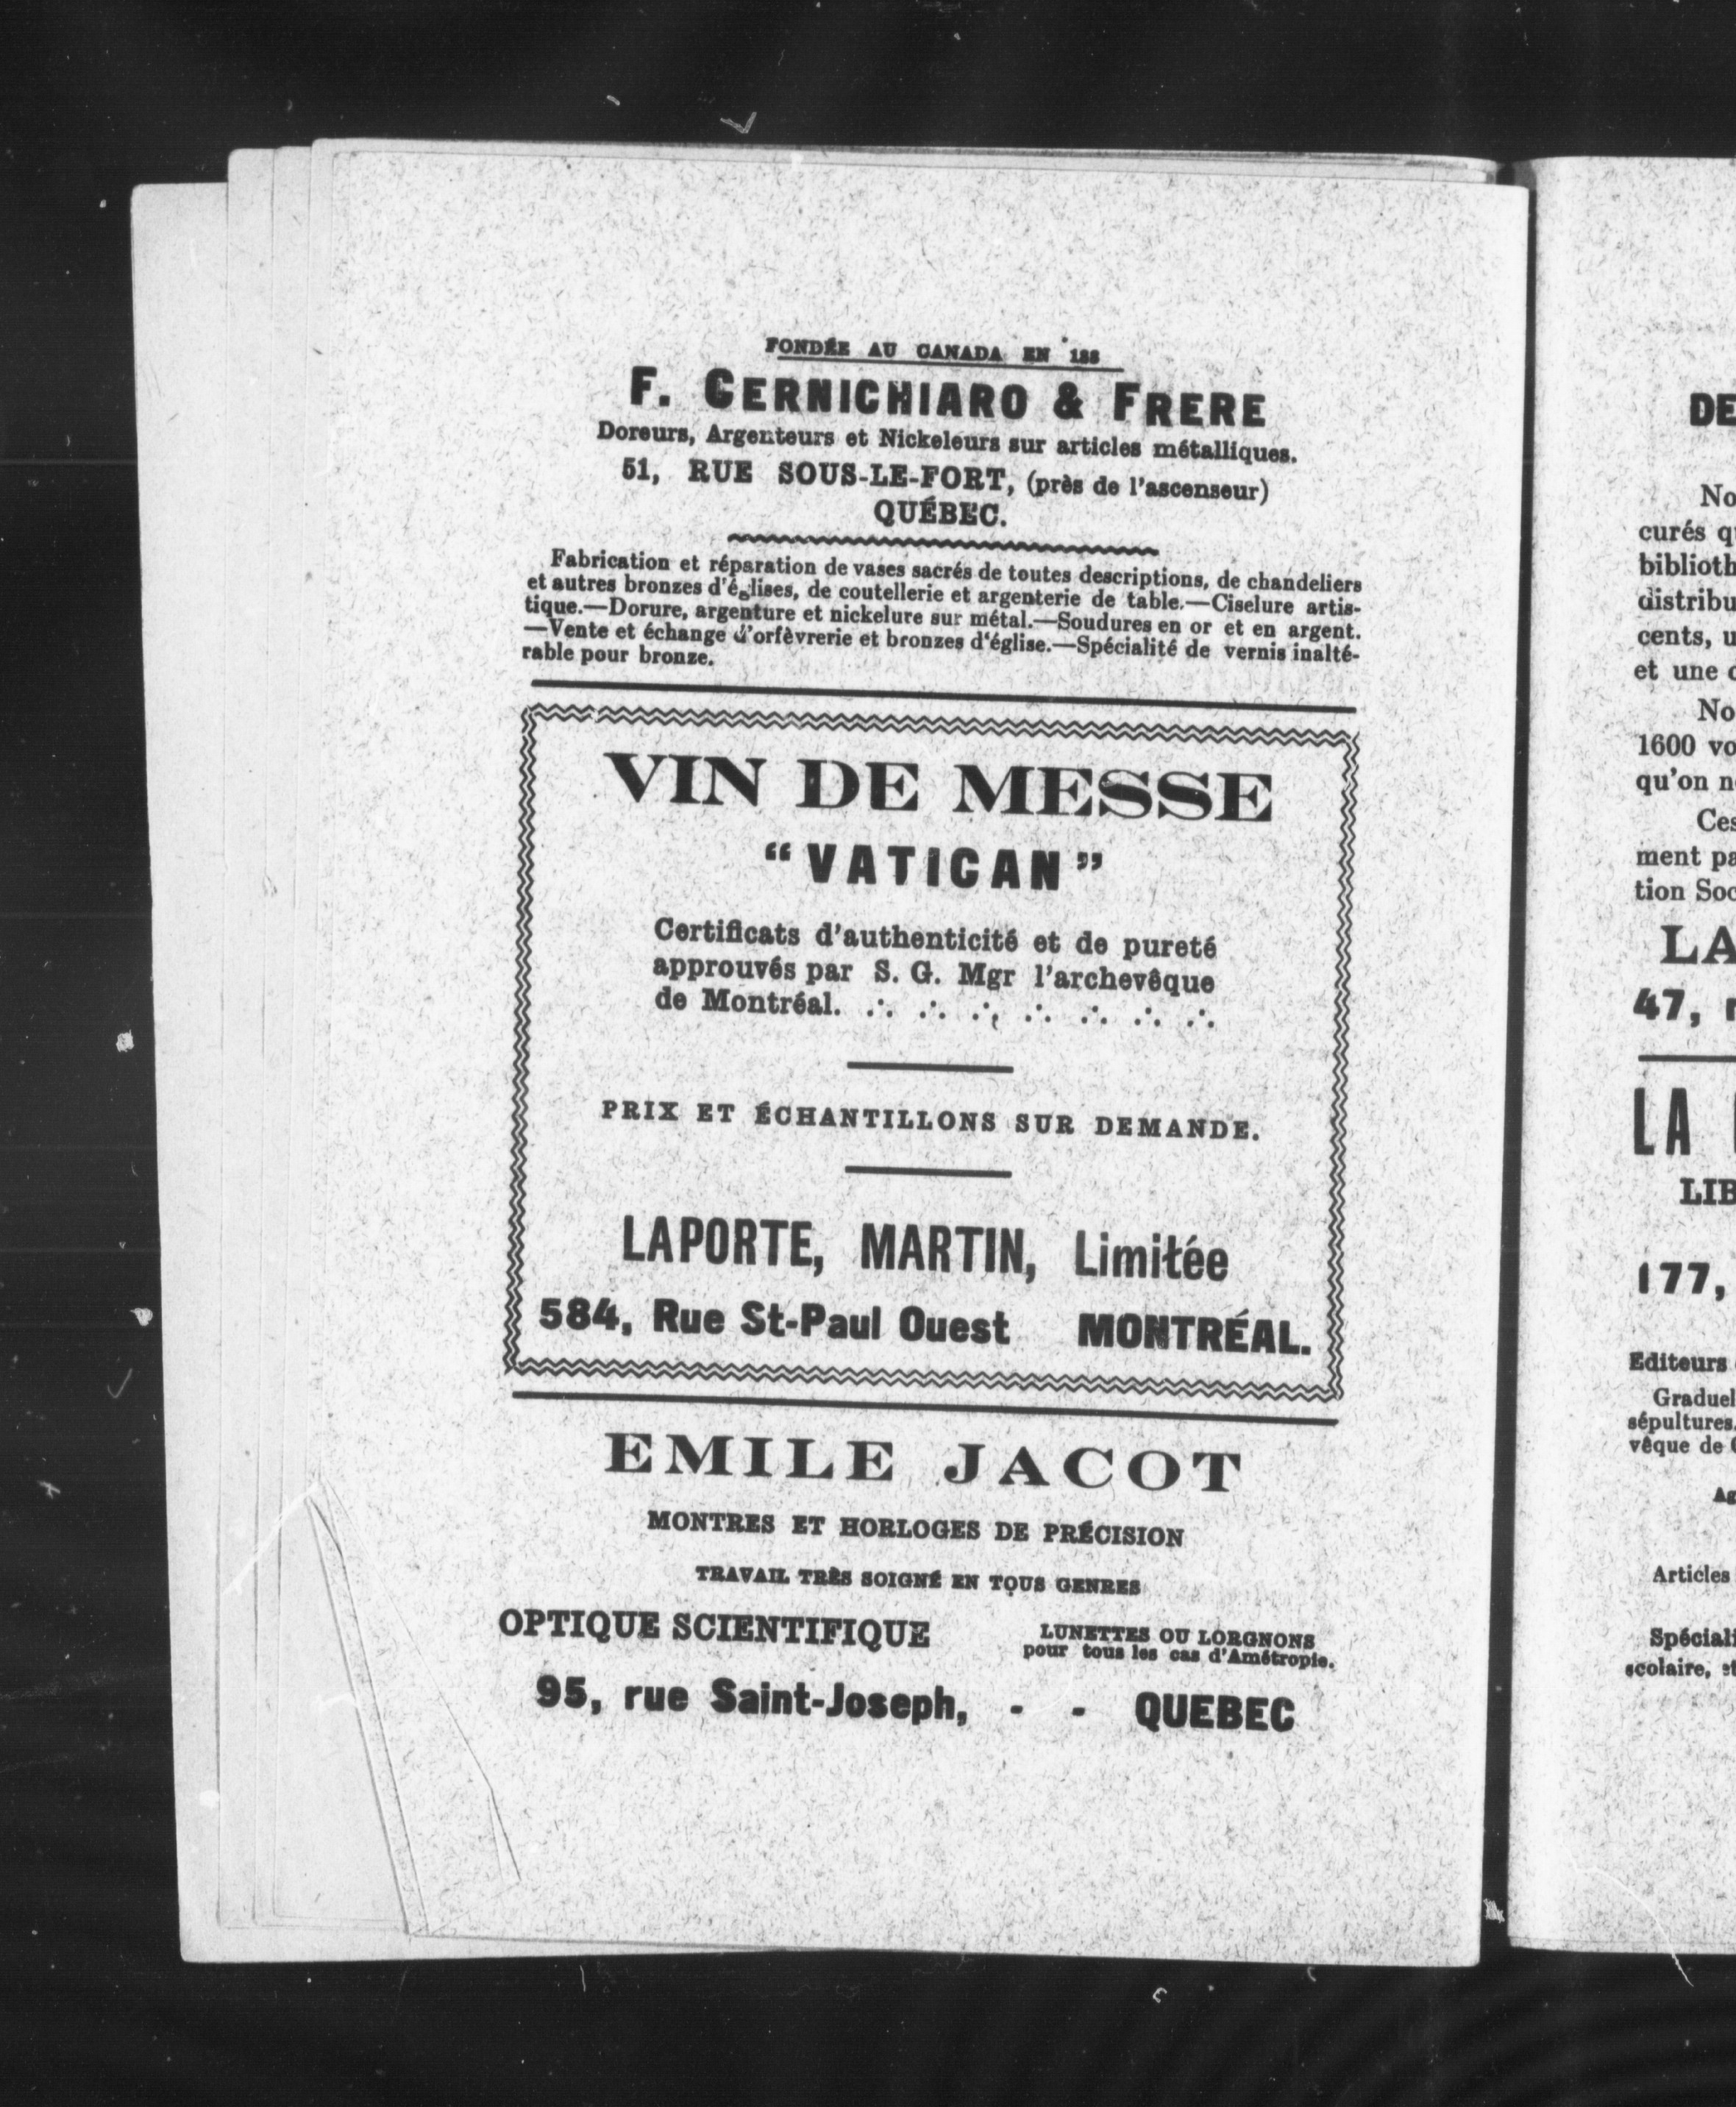 FONDÉE AU CANADA EN 188
F. CERNICHIARO & FRERE
Doreurs, Argenteurs et Nickeleurs sur articles métalliques.
51, RUE SOUS-LE-FORT, (près de l'ascenseur)
QUÉBEC.
Fabrication et réparation de vases sacrés de toutes descriptions, de chandeliers
et autres bronzes d'églises, de coutellerie et argenterie de table.—Ciselure artis-
tique.—Dorure, argenture et nickelure sur métal.—Soudures en or et en argent.
—Vente et échange d'orfèvrerie et bronzes d'église.—Spécialité de vernis inalté-
rable pour bronze.
VIN DE MESSE
“VATICAN”
Certificats d'authenticité et de pureté
approuvés par S. G. Mgr l'archevêque
de Montréal. ∴ ∴ ∴ ∴ ∴ ∴ ∴
PRIX ET ÉCHANTILLONS SUR DEMANDE.
LAPORTE, MARTIN, Limitée
584, Rue St-Paul Ouest MONTRÉAL.
EMILE JACOT
MONTRES ET HORLOGES DE PRÉCISION
TRAVAIL TRÈS SOIGNÉ EN TOUS GENRES
OPTIQUE SCIENTIFIQUE
LUNETTES OU LORGNONS
pour tous les cas d'Amétropie.
95, rue Saint-Joseph, - - QUEBEC
DE
No
curés q
biblioth
distribu
cents, u
et une
No
1600 vo
qu'on n
Ces
ment pa
tion Soc
LA
47,
LA
LIB
177,
Editeurs
Graduel
sépultures,
vêque de
Ag
Articles
Spéciali
scolaire, et